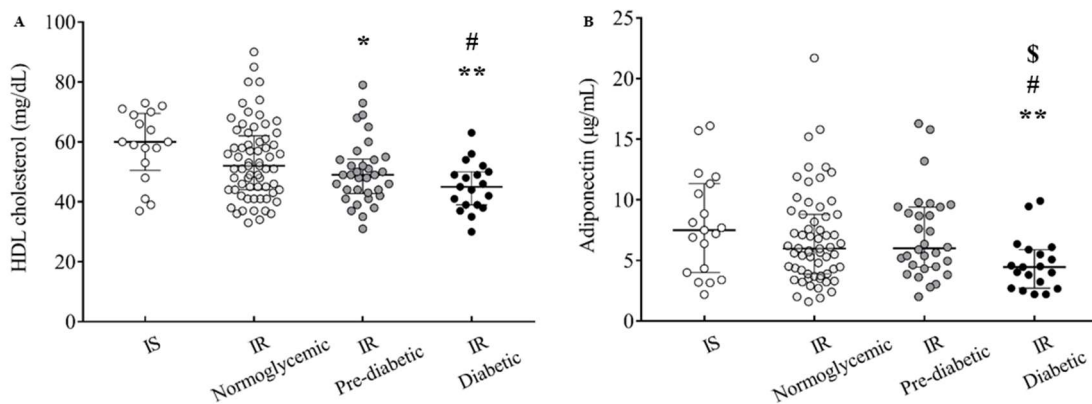 A
HDL cholesterol (mg/dL)
100
80
60
40
20
0
*
#
**
IS
IR
Normoglycemic
IR
Pre-diabetic
IR
Diabetic
B
Adiponectin (μg/mL)
25
20
15
10
5
0
$
#
**
IS
IR
Normoglycemic
IR
Pre-diabetic
IR
Diabetic